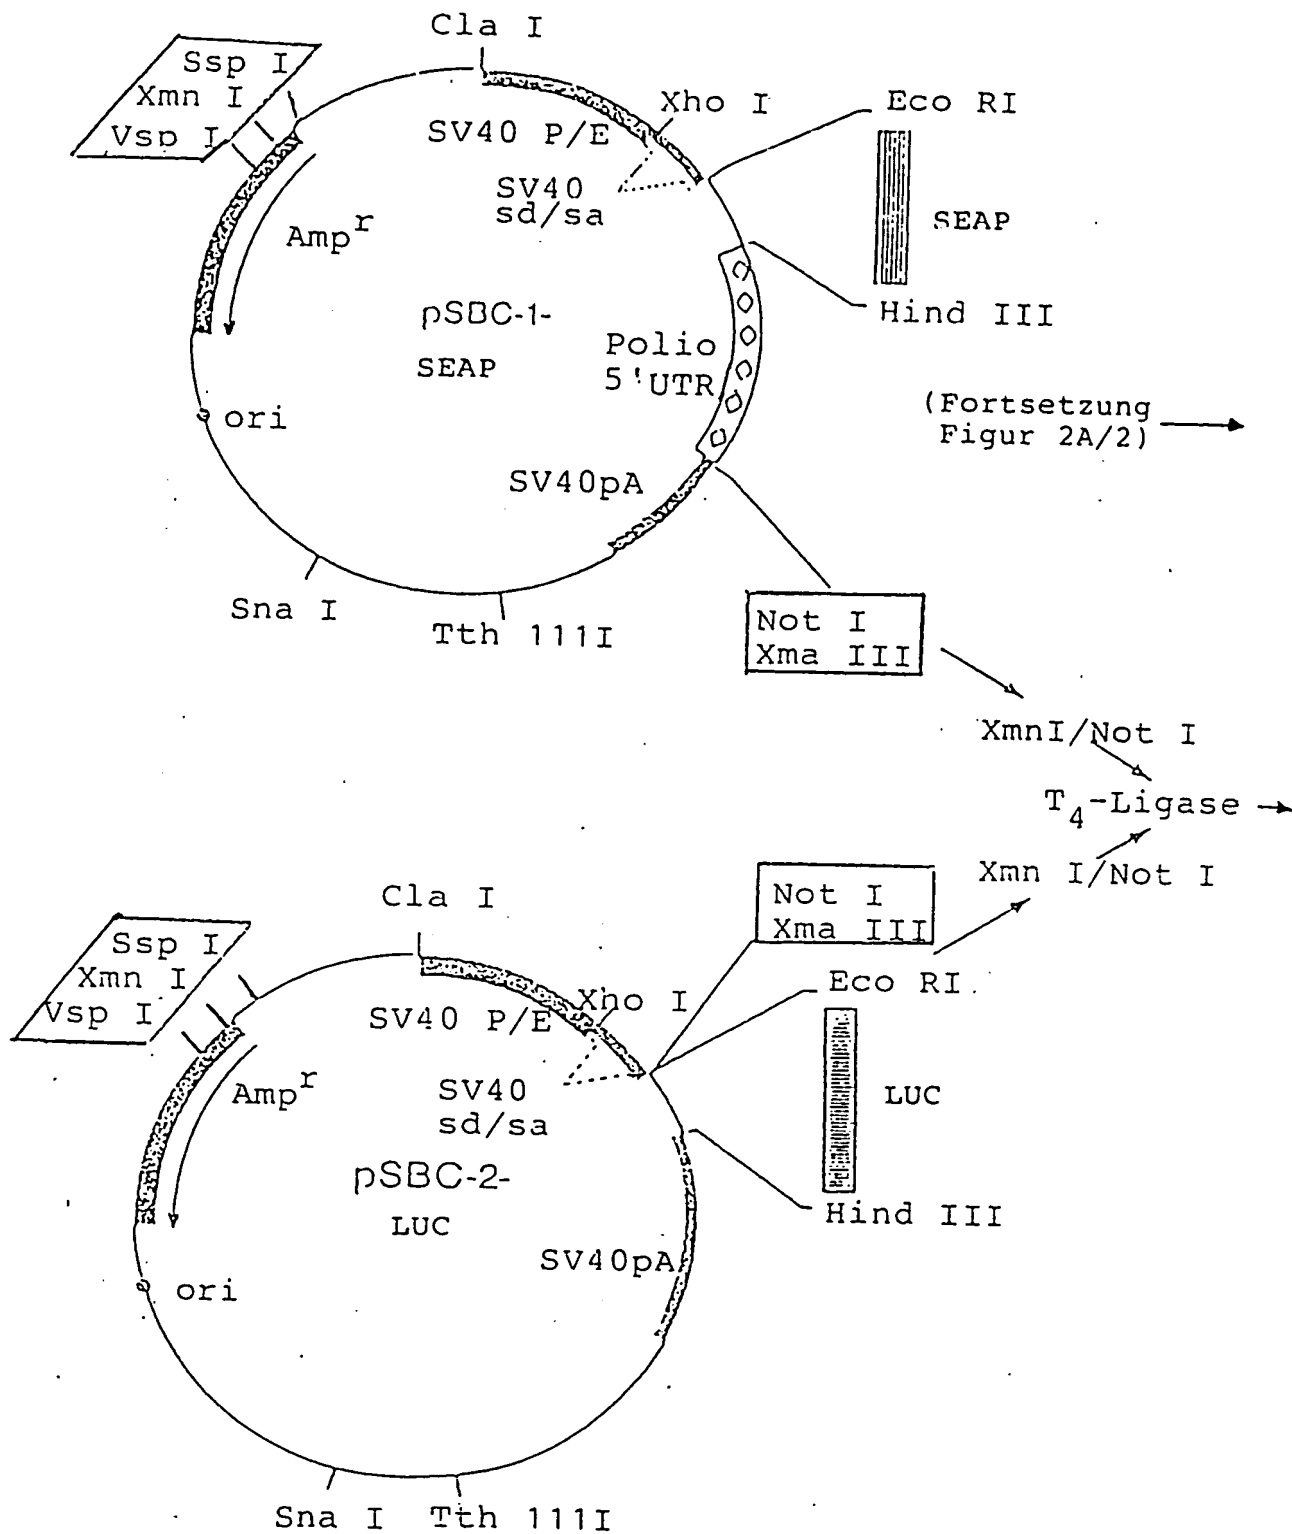 Cla I
Ssp I
Xmn I
Vsp I
Xho I
Eco RI
SV40 P/E
SV40
sd/sa
SEAP
Amp^r
pSBC-1-
SEAP
Hind III
Polio
5'UTR
(Fortsetzung
Figur 2A/2)
ori
SV40pA
Sna I
Tth 111I
Not I
Xma III
XmnI/Not I
T4-Ligase
Xmn I/Not I
Cla I
Not I
Xma III
Ssp I
Xmn I
Vsp I
Xho I
Eco RI
SV40 P/E
SV40
sd/sa
LUC
Amp^r
pSBC-2-
LUC
Hind III
SV40pA
ori
Sna I
Tth 111I